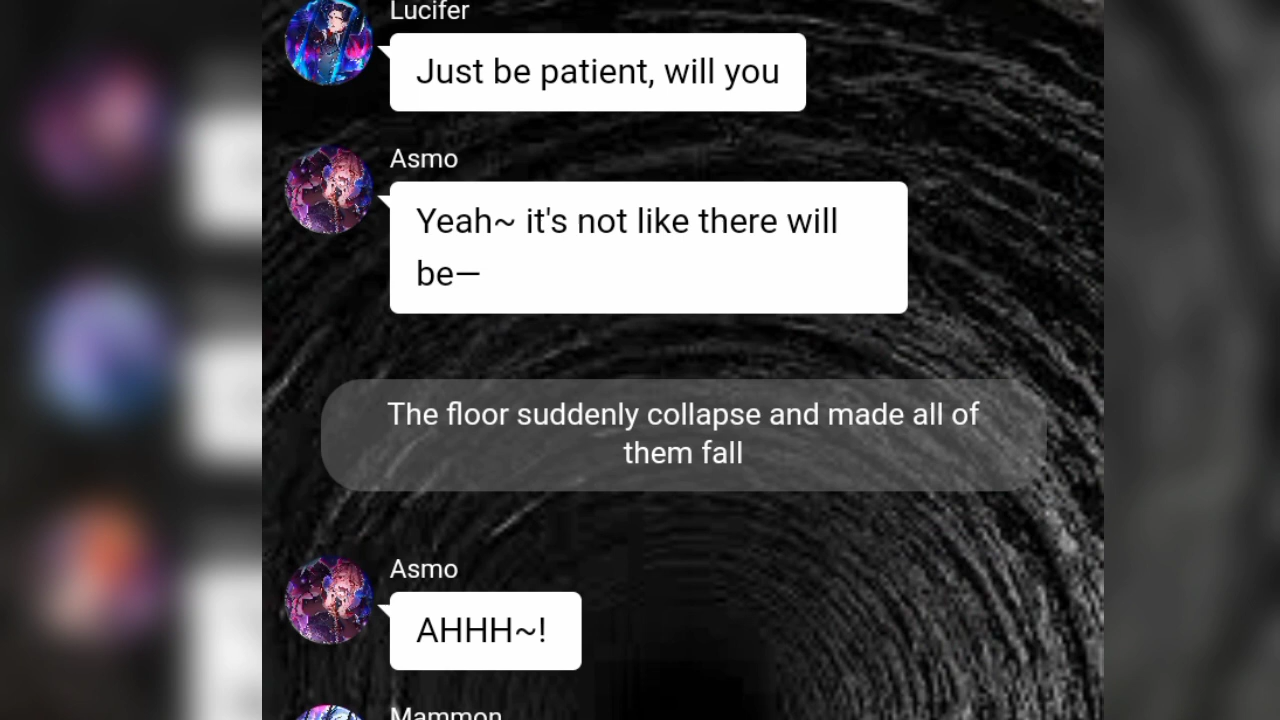 Lucifer
Just be patient, will you
Asmo
Yeah~ it's not like there will
be—
The floor suddenly collapse and made all of
them fall
Asmo
AHHH~!
Mammon